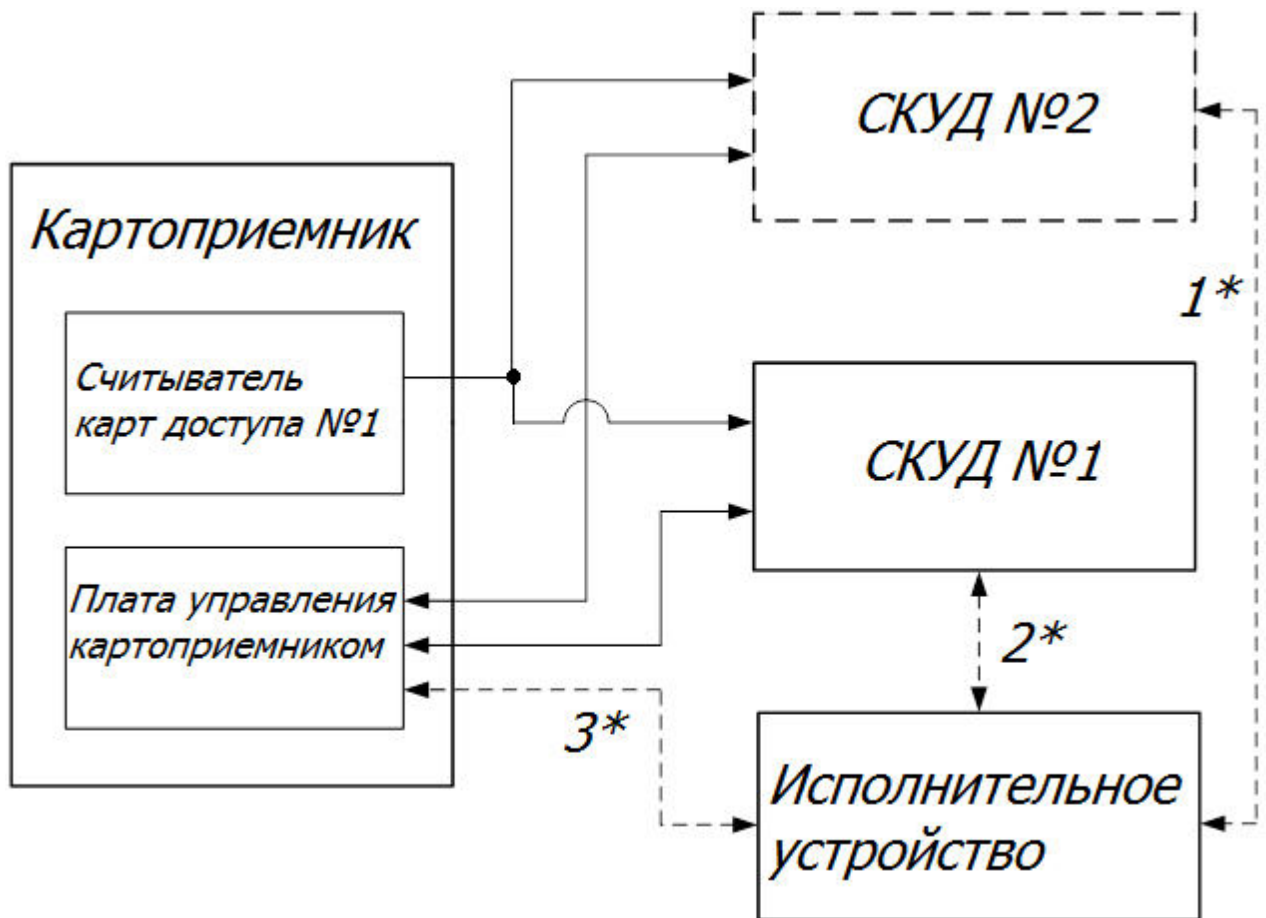 СКУД №2
Картоприемник
1*
Считыватель
карт доступа №1
СКУД №1
Плата управления
картоприемником
2*
3*
Исполнительное
устройство